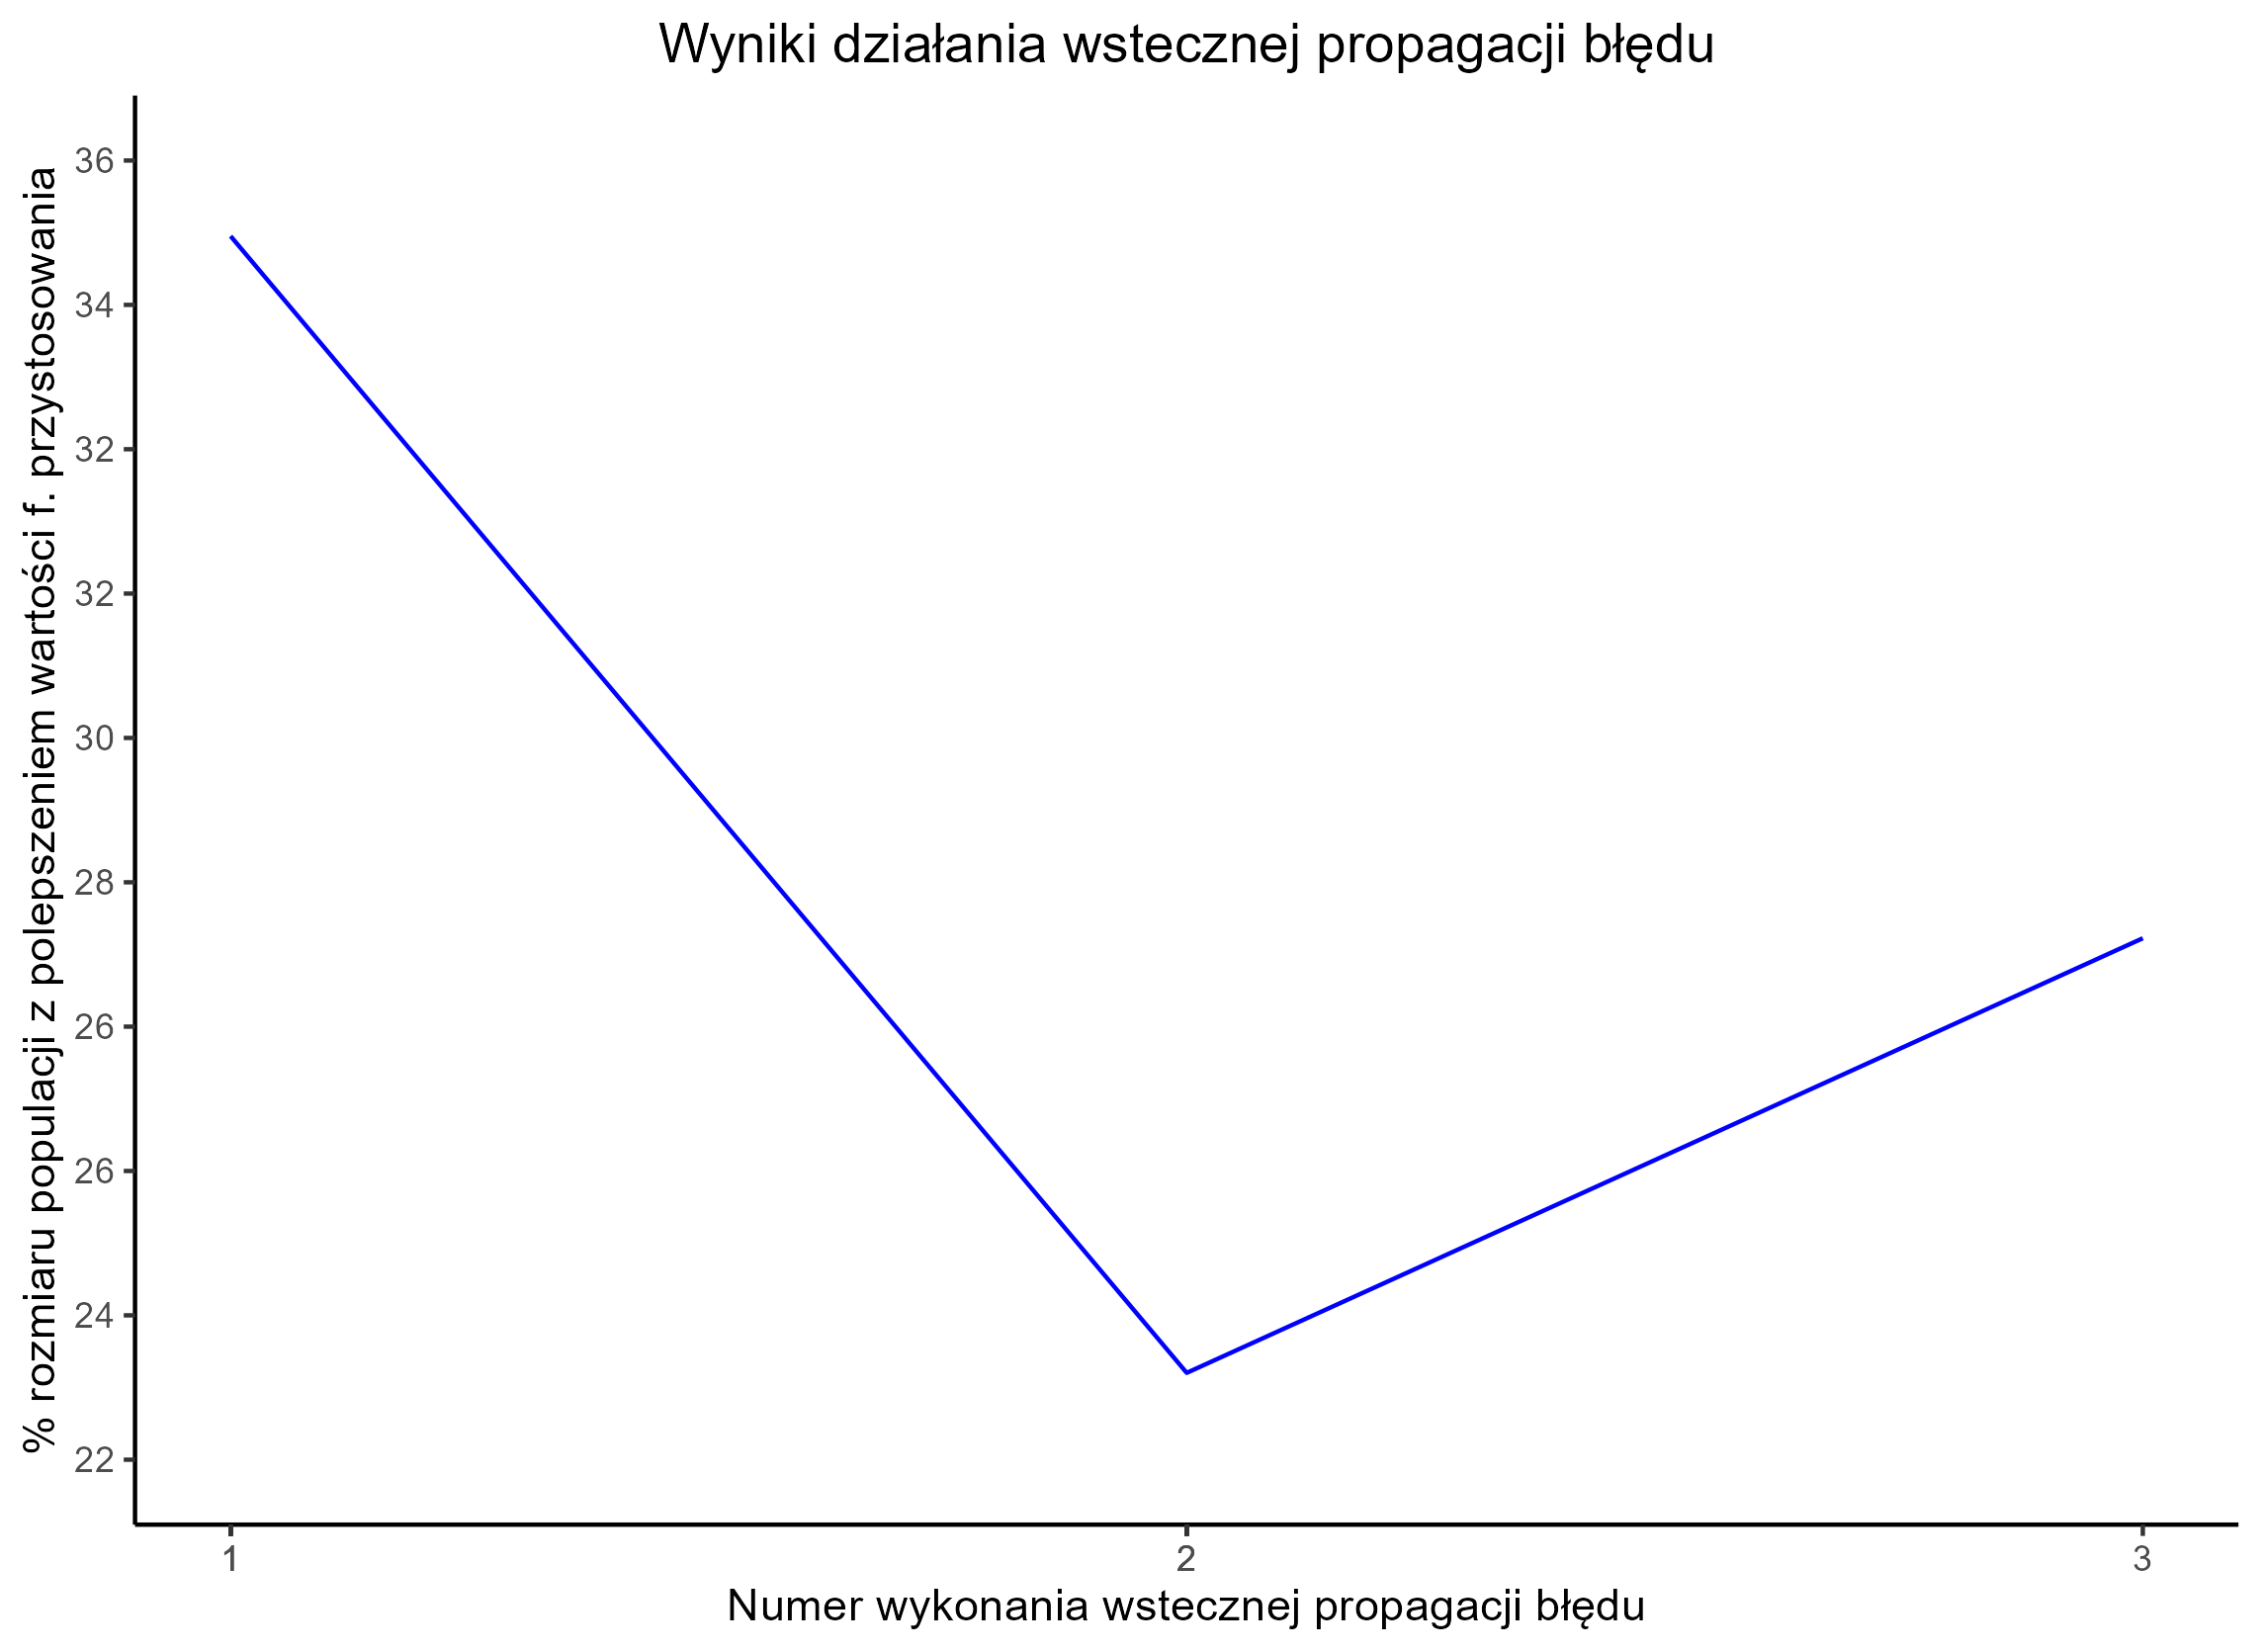 Wyniki działania wstecznej propagacji błędu
% rozmiaru populacji z polepszeniem wartości f. przystosowania
36
34
32
32
30
28
26
26
24
22
1 2 3
Numer wykonania wstecznej propagacji błędu